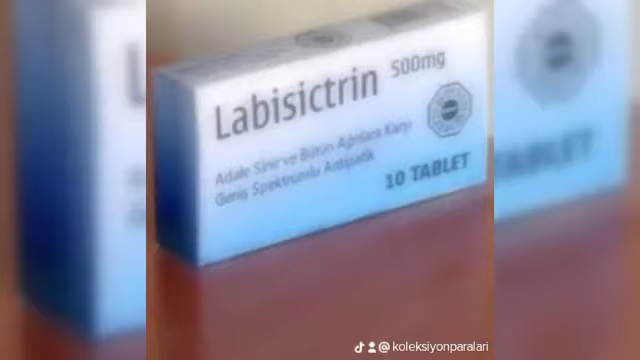 Labisictrin 500mg
Adale Sinir ve Bütün Ağrılara Karşı
Geniş Spektrumlu Antipatik
10 TABLET
@koleksiyonparalari